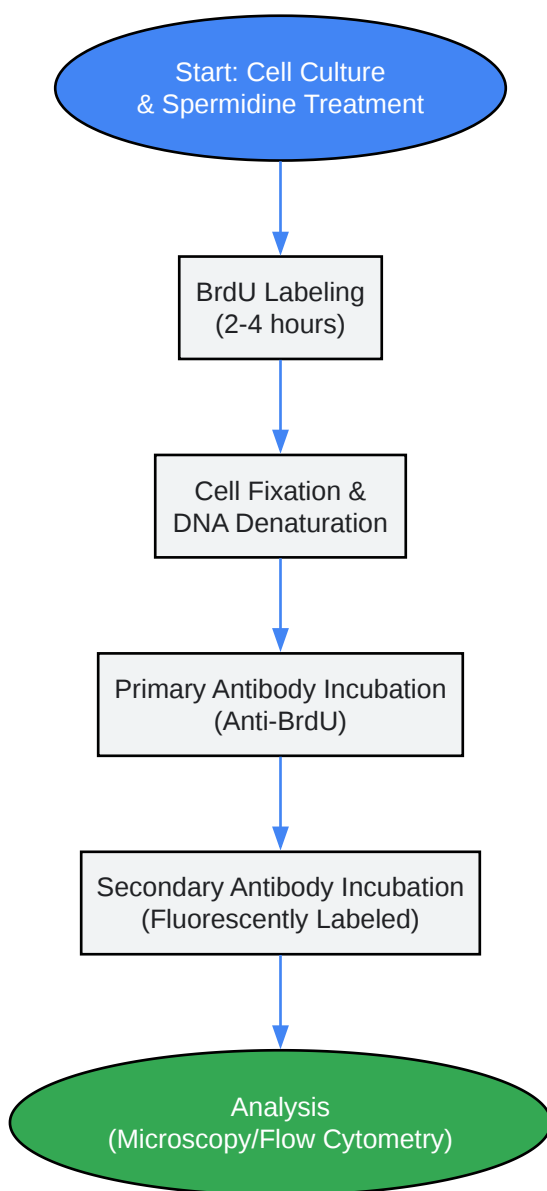 Start: Cell Culture
& Spermidine Treatment
BrdU Labeling
(2-4 hours)
Cell Fixation &
DNA Denaturation
Primary Antibody Incubation
(Anti-BrdU)
Secondary Antibody Incubation
(Fluorescently Labeled)
Analysis
(Microscopy/Flow Cytometry)